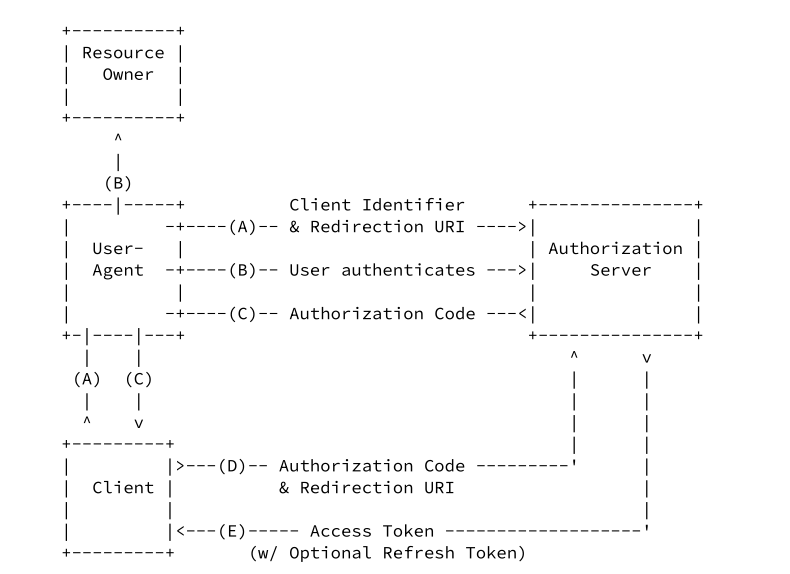 +----------+
| Resource |
|   Owner  |
|          |
+----------+
     ^
     |
    (B)
+----|-----+          Client Identifier      +---------------+
|         -+----(A)-- & Redirection URI ---->|               |
|  User-   |                                 | Authorization |
|  Agent  -+----(B)-- User authenticates --->|     Server    |
|          |                                 |               |
|         -+----(C)-- Authorization Code ---<|               |
+-|----|---+                                 +---------------+
  |    |                                         ^      v
 (A)  (C)                                        |      |
  |    |                                         |      |
  ^    v                                         |      |
+---------+                                      |      |
|         |>---(D)-- Authorization Code ---------'      |
|  Client |          & Redirection URI                  |
|         |                                             |
|         |<---(E)----- Access Token -------------------'
+---------+       (w/ Optional Refresh Token)